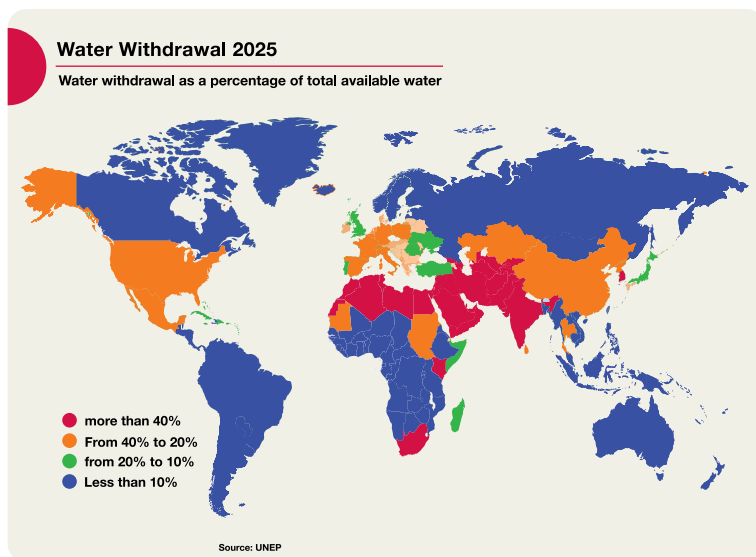 Water Withdrawal 2025
Water withdrawal as a percentage of total available water
more than 40%
From 40% to 20%
from 20% to 10%
Less than 10%
Source: UNEP